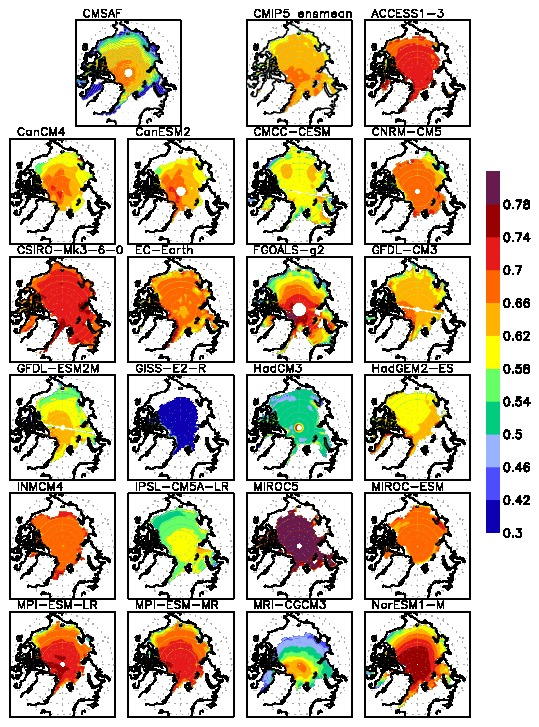 CMSAF CMIP5 ensmean ACCESS1-3
CanCM4 CanESM2 CMCC-CESM CNRM-CM5
CSIRO-Mk3-6-0 EC-Earth FGOALS-g2 GFDL-CM3
GFDL-ESM2M GISS-E2-R HadCM3 HadGEM2-ES
INMCM4 IPSL-CM5A-LR MIROC5 MIROC-ESM
MPI-ESM-LR MPI-ESM-MR MRI-CGCM3 NorESM1-M
0.78
0.74
0.7
0.66
0.62
0.58
0.54
0.5
0.46
0.42
0.3